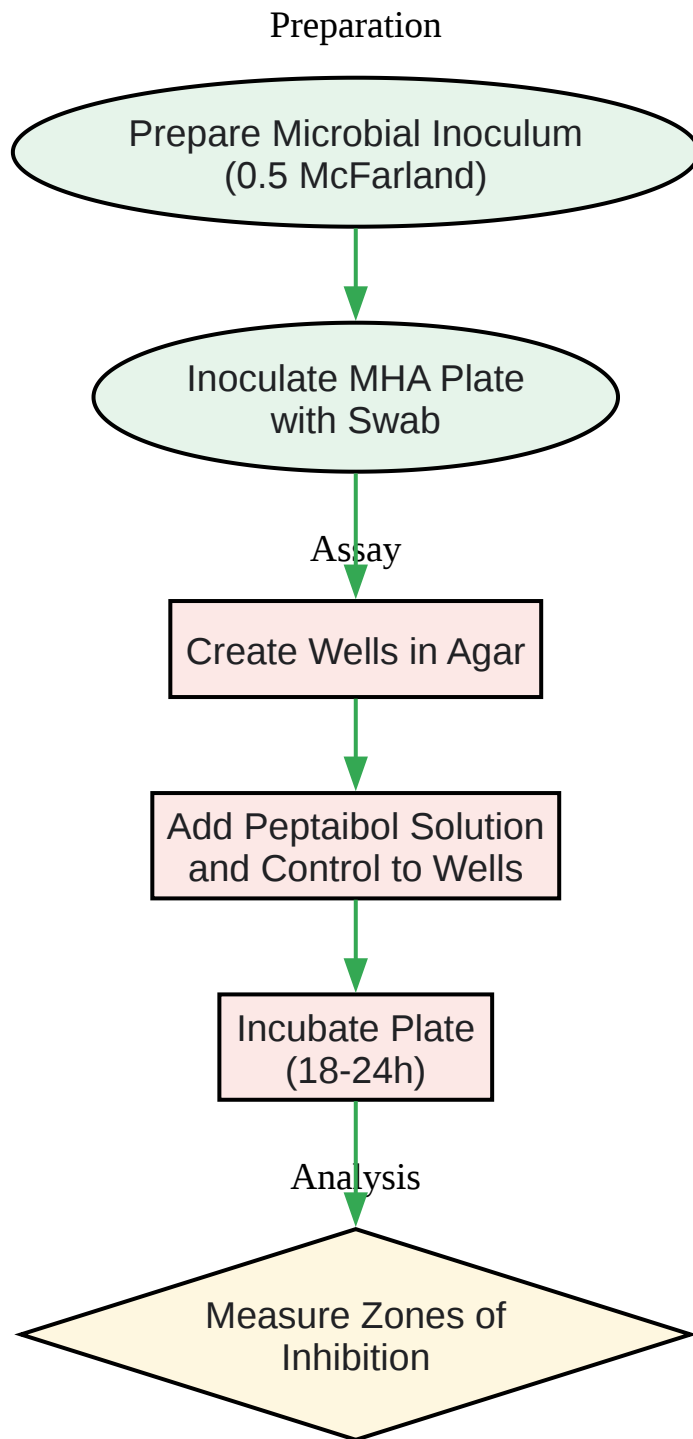 Preparation
Prepare Microbial Inoculum
(0.5 McFarland)
Inoculate MHA Plate
with Swab
Assay
Create Wells in Agar
Add Peptaibol Solution
and Control to Wells
Incubate Plate
(18-24h)
Analysis
Measure Zones of
Inhibition